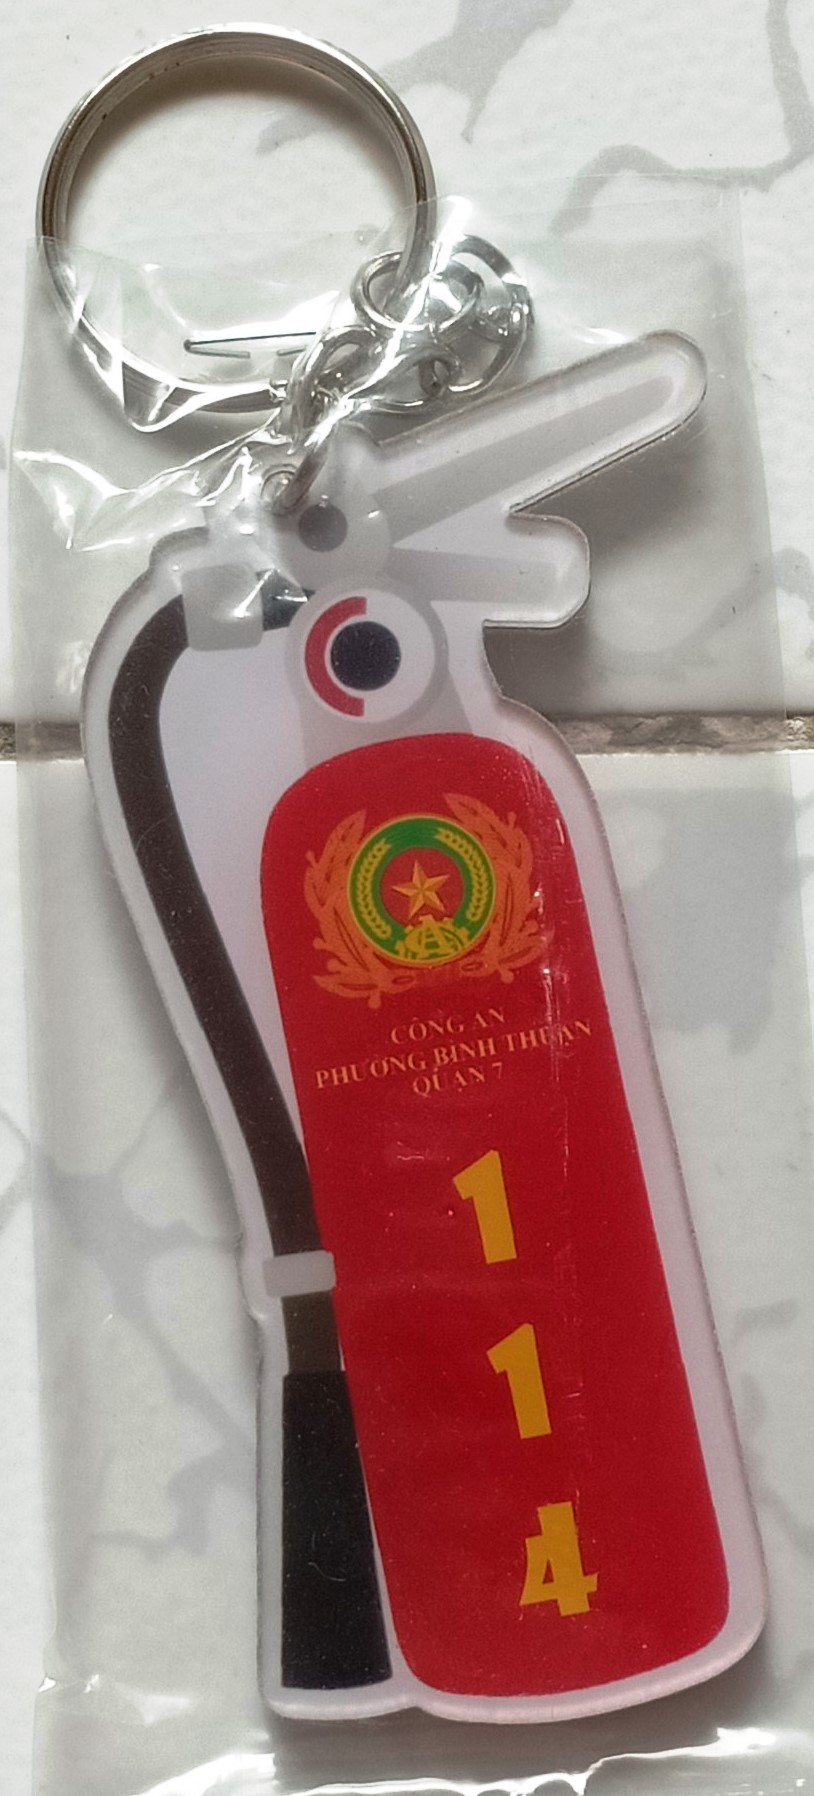 CÔNG AN
PHƯỜNG BÌNH THUẬN
QUẬN 7
1
1
4